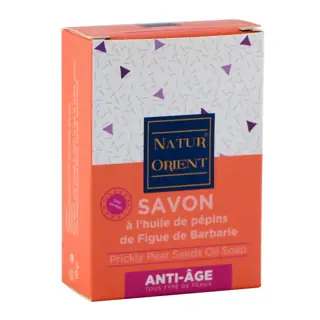 NATUR
ORIENT
SAVON
à l'huile de pépins
de Figue de Barbarie
Prickly Pear Seeds Oil Soap
ANTI-ÂGE
TOUS TYPE DE PEAUX